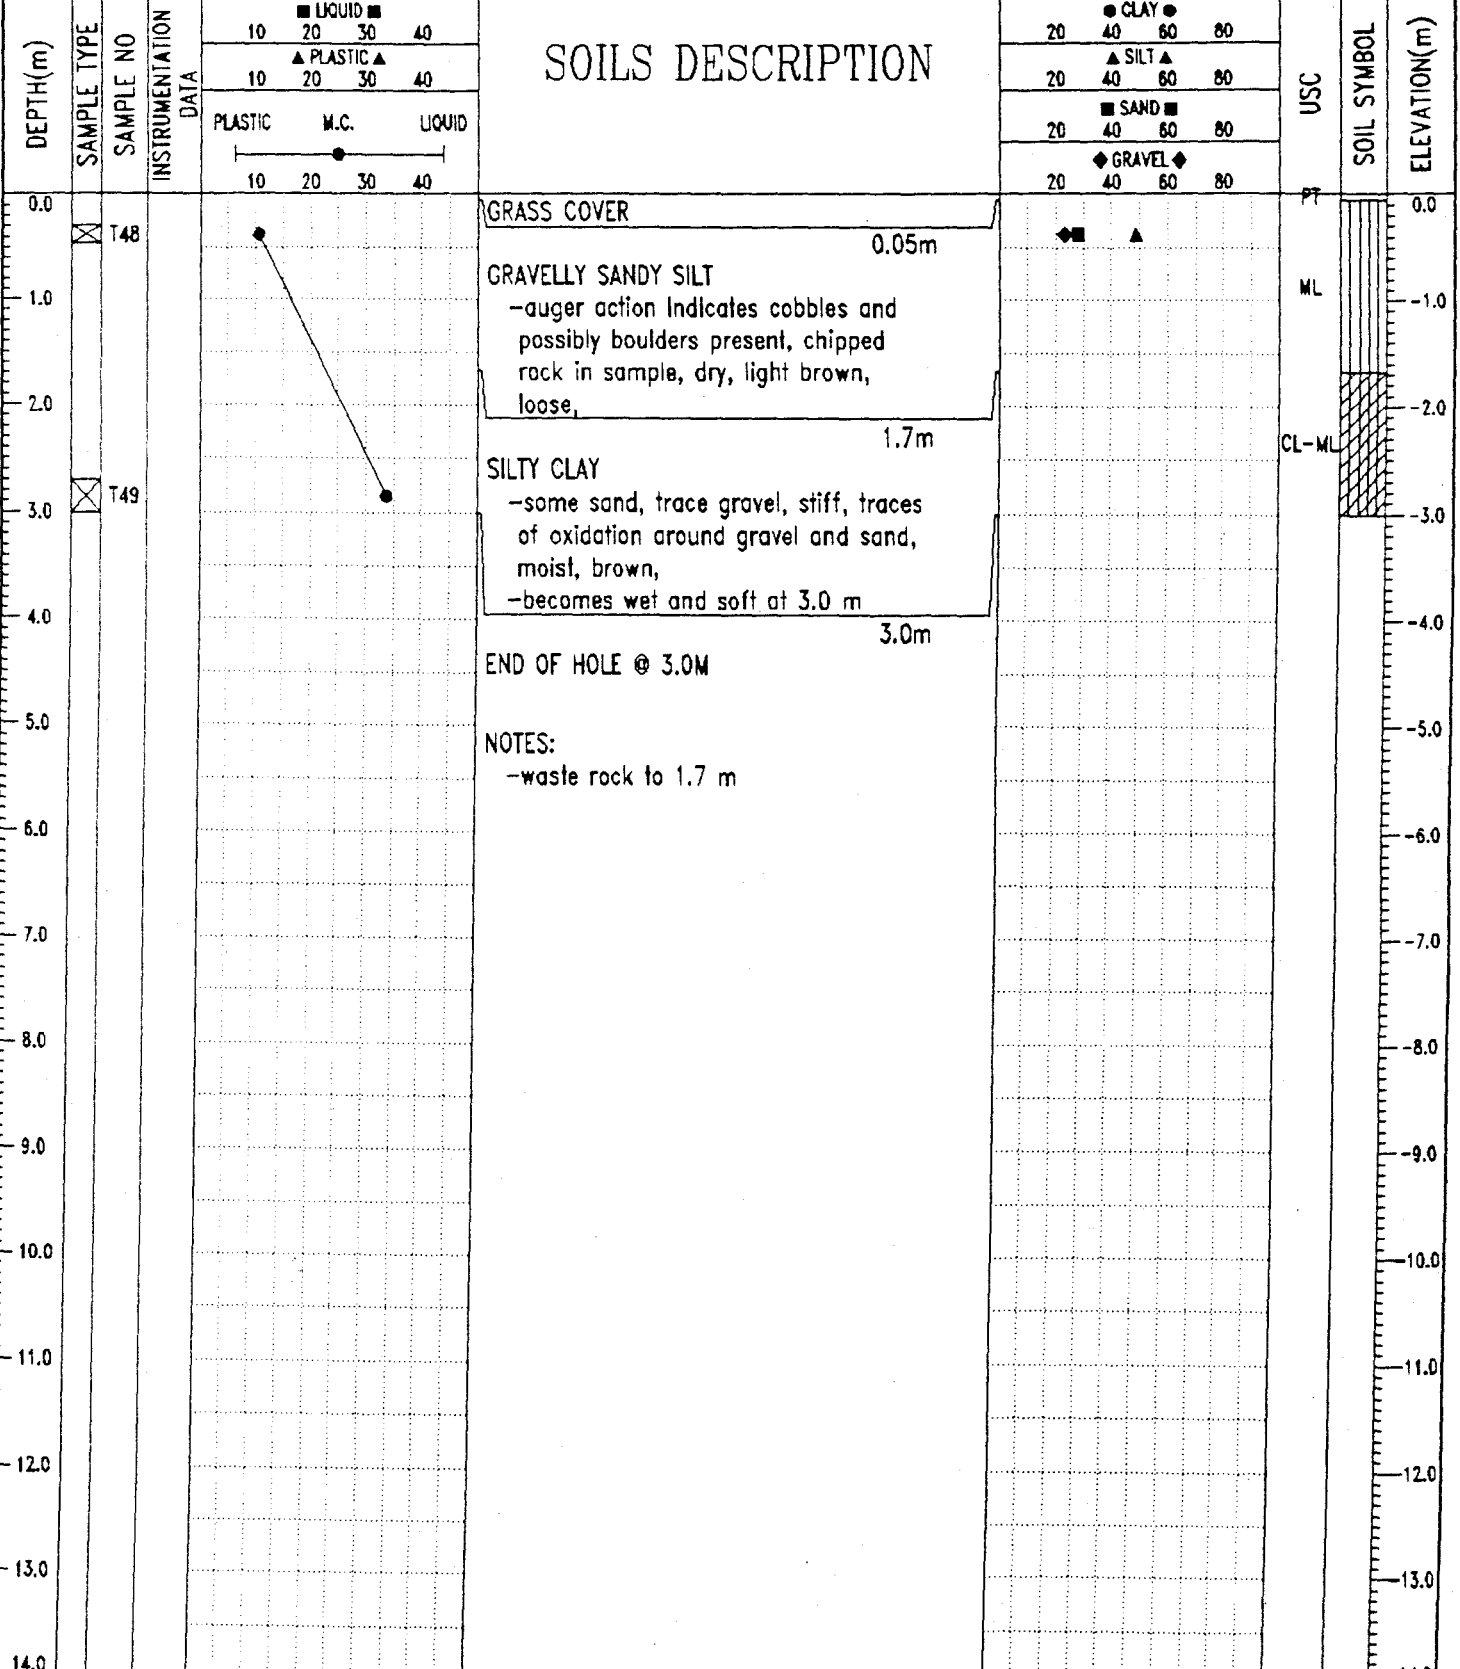 DEPTH(m)
SAMPLE TYPE
SAMPLE NO
INSTRUMENTATION
DATA
■ LIQUID ■
10 20 30 40
▲ PLASTIC ▲
10 20 30 40
PLASTIC M.C. LIQUID
10 20 30 40
SOILS DESCRIPTION
● CLAY ●
20 40 60 80
▲ SILT ▲
20 40 60 80
■ SAND ■
20 40 60 80
◆ GRAVEL ◆
20 40 60 80
USC
SOIL SYMBOL
ELEVATION(m)
0.0
1.0
2.0
3.0
4.0
5.0
6.0
7.0
8.0
9.0
10.0
11.0
12.0
13.0
14.0
T48
T49
GRASS COVER
0.05m
GRAVELLY SANDY SILT
-auger action indicates cobbles and
possibly boulders present, chipped
rock in sample, dry, light brown,
loose,
1.7m
SILTY CLAY
-some sand, trace gravel, stiff, traces
of oxidation around gravel and sand,
moist, brown,
-becomes wet and soft at 3.0 m
3.0m
END OF HOLE @ 3.0M
NOTES:
-waste rock to 1.7 m
PT
ML
CL-ML
0.0
-1.0
-2.0
-3.0
-4.0
-5.0
-6.0
-7.0
-8.0
-9.0
-10.0
-11.0
-12.0
-13.0